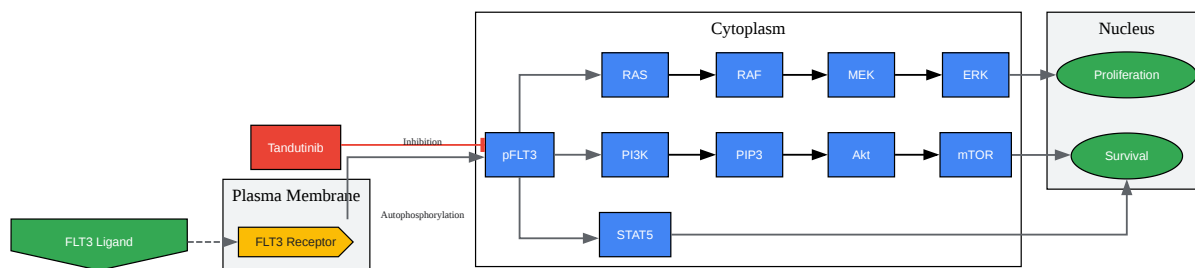 Cytoplasm
Nucleus
RAS
RAF
MEK
ERK
Proliferation
Tandutinib
Inhibition
pFLT3
PI3K
PIP3
Akt
mTOR
Survival
Plasma Membrane
Autophosphorylation
FLT3 Ligand
FLT3 Receptor
STAT5